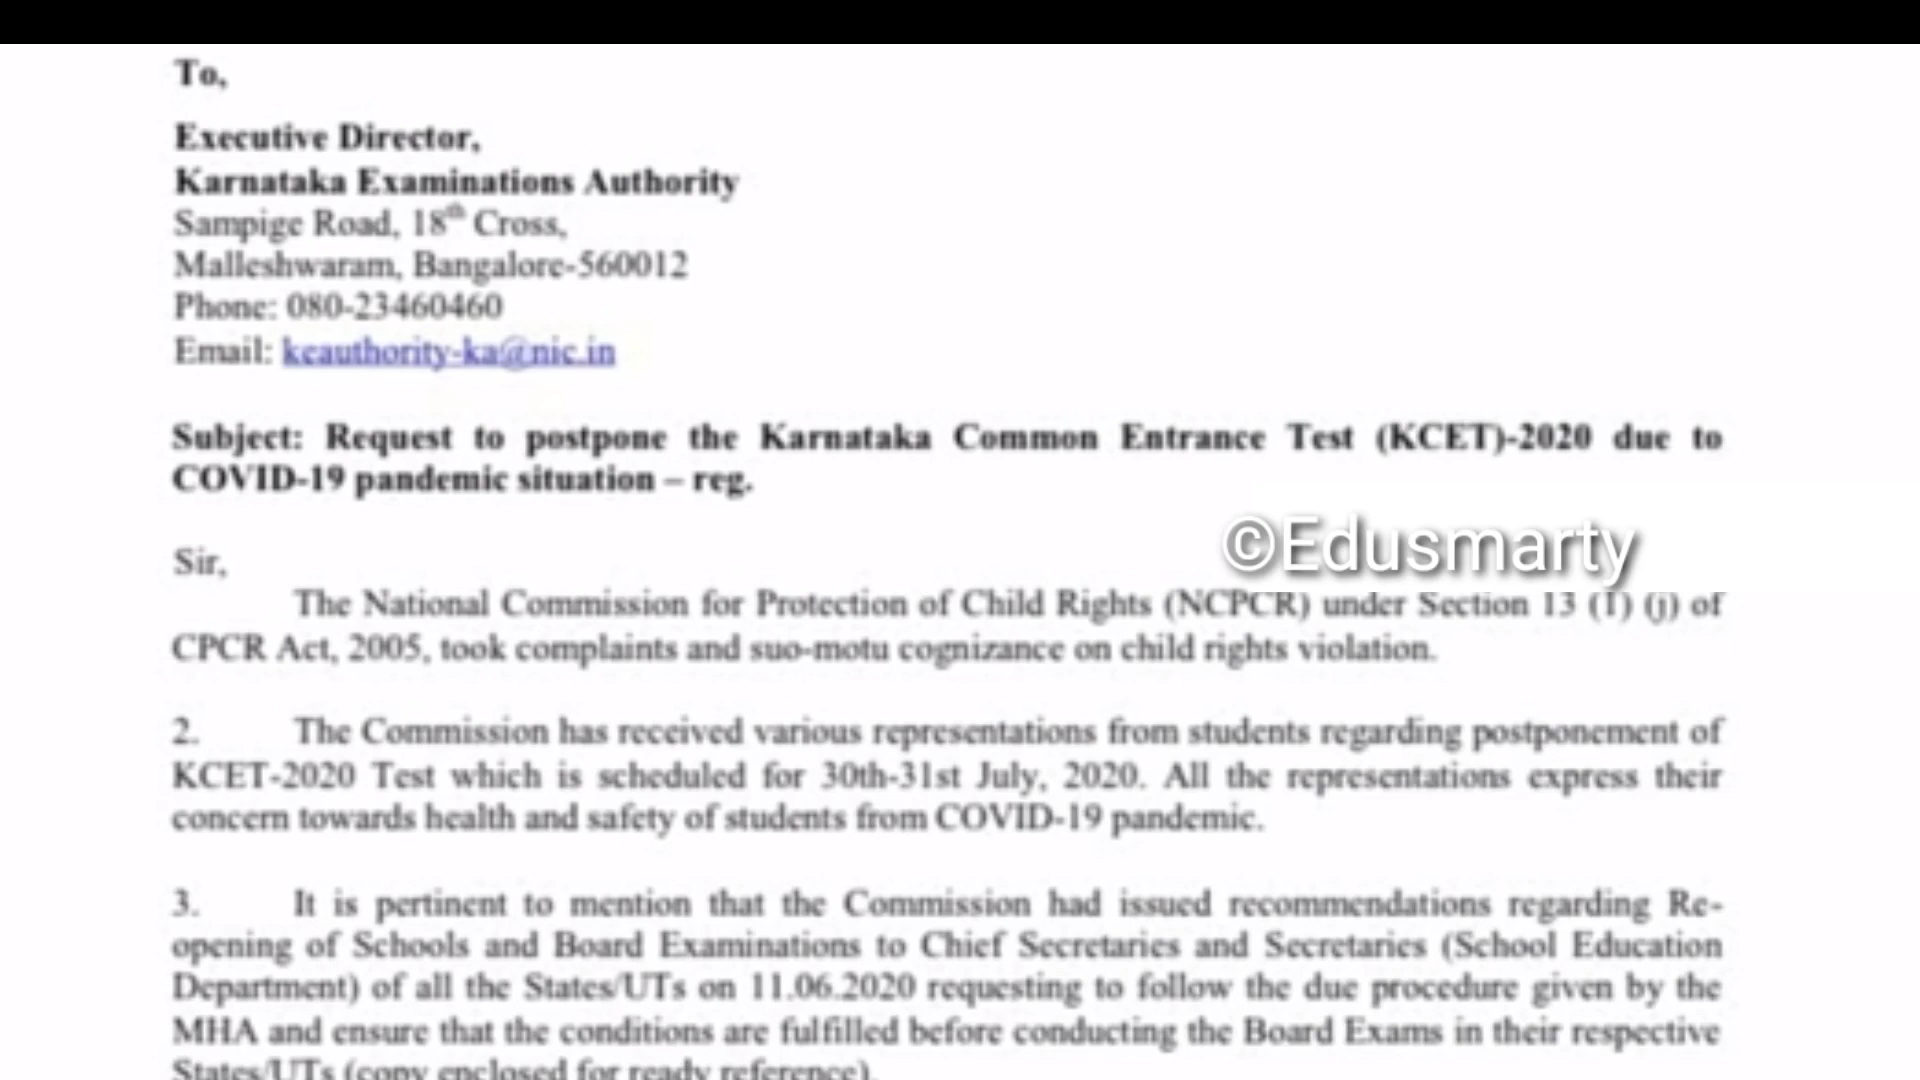 To,
Executive Director,
Karnataka Examinations Authority
Sampige Road, 18th Cross,
Malleshwaram, Bangalore-560012
Phone: 080-23460460
Email: keauthority-ka@nic.in
Subject: Request to postpone the Karnataka Common Entrance Test (KCET)-2020 due to
COVID-19 pandemic situation – reg.
©Edusmarty
Sir,
The National Commission for Protection of Child Rights (NCPCR) under Section 13 (1) (j) of
CPCR Act, 2005, took complaints and suo-motu cognizance on child rights violation.
2. The Commission has received various representations from students regarding postponement of
KCET-2020 Test which is scheduled for 30th-31st July, 2020. All the representations express their
concern towards health and safety of students from COVID-19 pandemic.
3. It is pertinent to mention that the Commission had issued recommendations regarding Re-
opening of Schools and Board Examinations to Chief Secretaries and Secretaries (School Education
Department) of all the States/UTs on 11.06.2020 requesting to follow the due procedure given by the
MHA and ensure that the conditions are fulfilled before conducting the Board Exams in their respective
States/UTs (copy enclosed for ready reference).